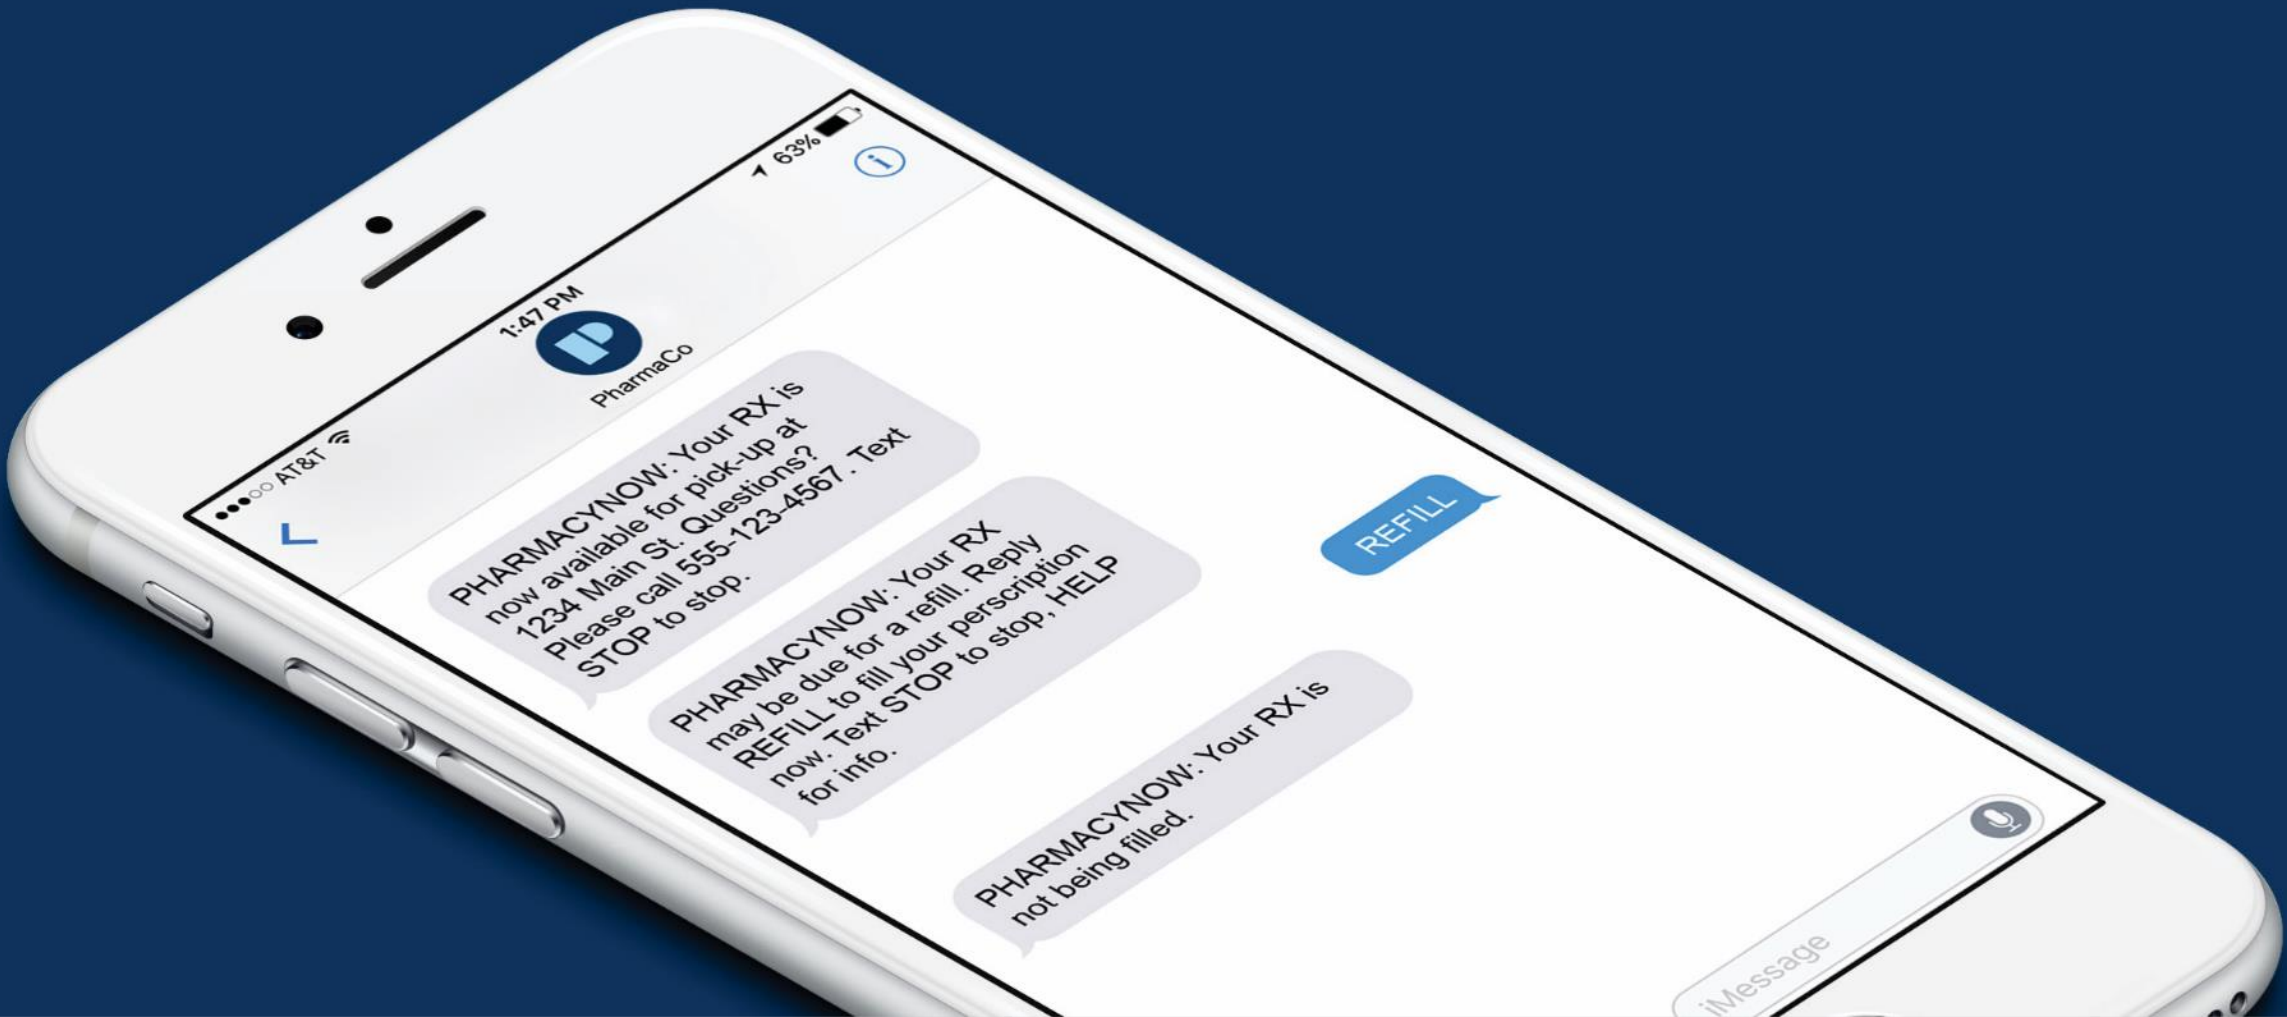 AT&T
1:47 PM
63%
PharmaCo
PHARMACYNOW: Your RX is
now available for pick-up at
1234 Main St. Questions?
Please call 555-123-4567 . Text
STOP to stop.
PHARMACYNOW: Your RX
may be due for a refill. Reply
REFILL to fill your perscription
now. Text STOP to stop, HELP
for info.
REFILL
PHARMACYNOW: Your RX is
not being filled.
iMessage